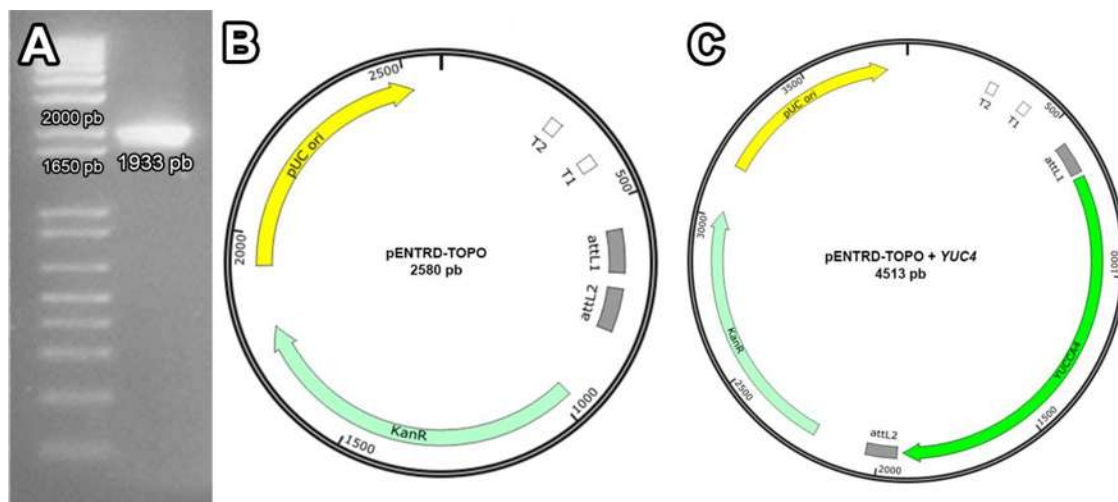 A
2000 pb
1650 pb
1933 pb
B
2500
pUC ori
T2
T1
500
2000
attL1
pENTRD-TOPO
2580 pb
attL2
KanR
1000
1500
C
3500
pUC ori
T2
T1
500
attL1
3000
pENTRD-TOPO + YUC4
4513 pb
1000
KanR
YUCCA4
2500
attL2
1500
2000